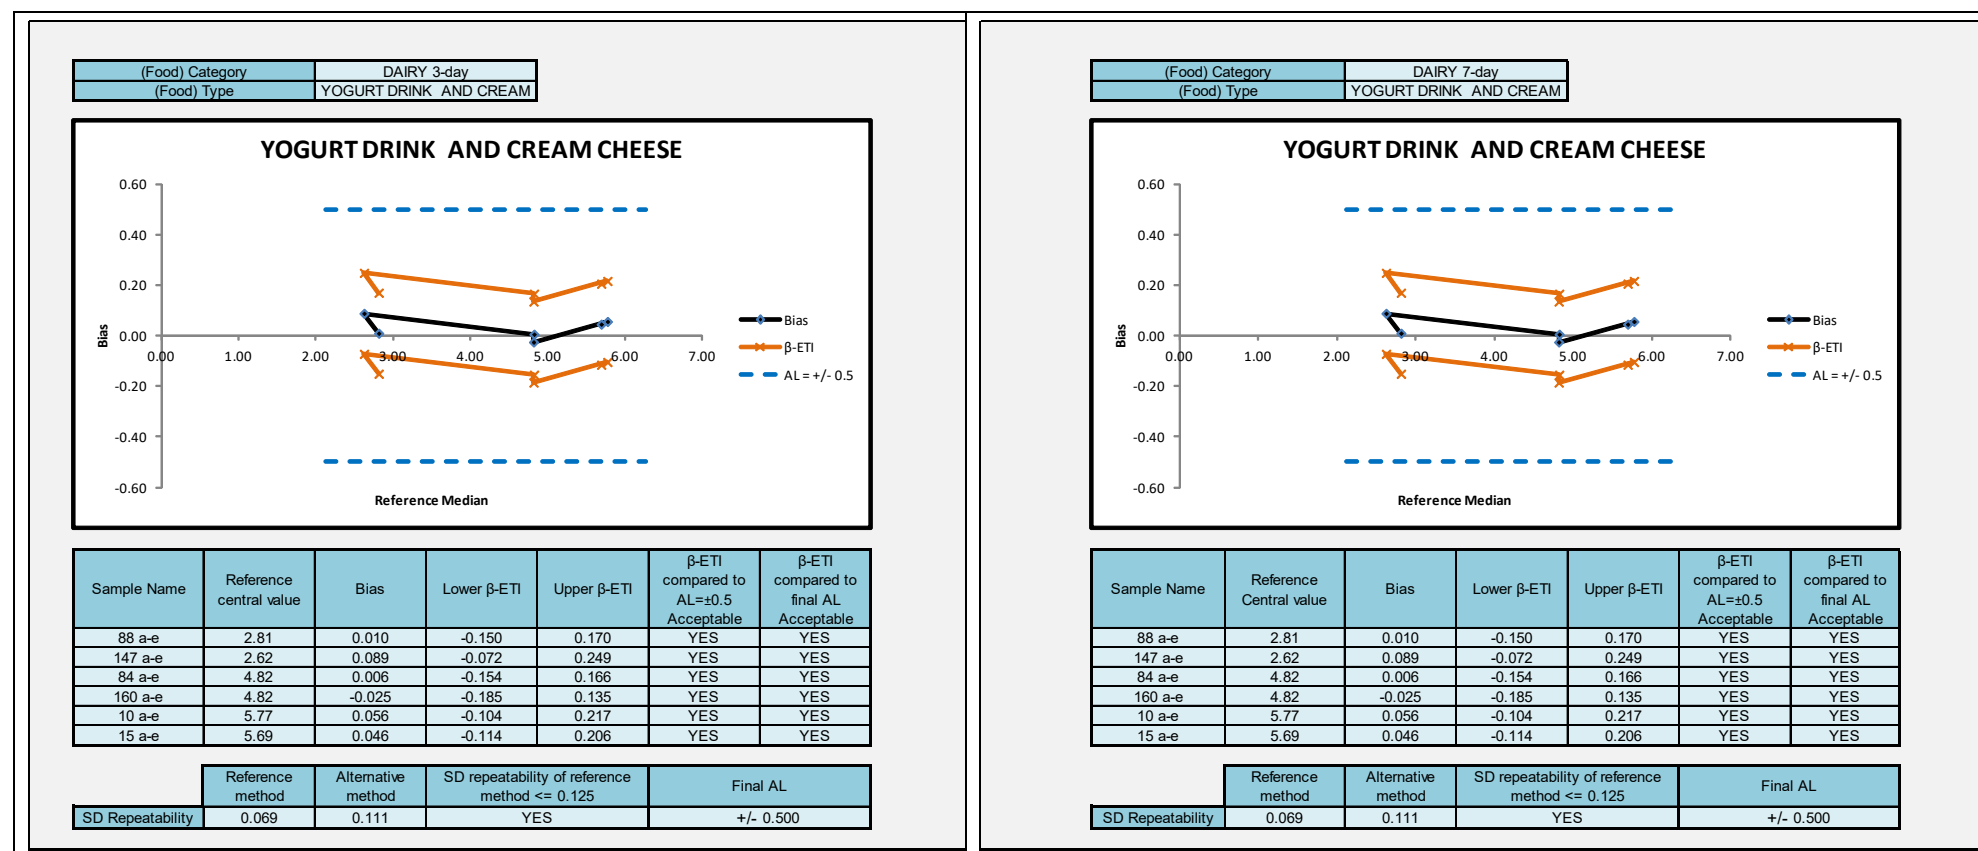 (Food) Category DAIRY 3-day
(Food) Type YOGURT DRINK AND CREAM
YOGURT DRINK AND CREAM CHEESE
0.60
0.40
0.20
0.00
-0.20
-0.40
-0.60
0.00 1.00 2.00 3.00 4.00 5.00 6.00 7.00
Bias
Reference Median
Bias
β-ETI
AL = +/- 0.5
Sample Name Reference central value Bias Lower β-ETI Upper β-ETI β-ETI compared to AL=±0.5 Acceptable β-ETI compared to final AL Acceptable
88 a-e 2.81 0.010 -0.150 0.170 YES YES
147 a-e 2.62 0.089 -0.072 0.249 YES YES
84 a-e 4.82 0.006 -0.154 0.166 YES YES
160 a-e 4.82 -0.025 -0.185 0.135 YES YES
10 a-e 5.77 0.056 -0.104 0.217 YES YES
15 a-e 5.69 0.046 -0.114 0.206 YES YES
Reference method Alternative method SD repeatability of reference method <= 0.125 Final AL
SD Repeatability 0.069 0.111 YES +/- 0.500
(Food) Category DAIRY 7-day
(Food) Type YOGURT DRINK AND CREAM
YOGURT DRINK AND CREAM CHEESE
0.60
0.40
0.20
0.00
-0.20
-0.40
-0.60
0.00 1.00 2.00 3.00 4.00 5.00 6.00 7.00
Bias
Reference Median
Bias
β-ETI
AL = +/- 0.5
Sample Name Reference Central value Bias Lower β-ETI Upper β-ETI β-ETI compared to AL=±0.5 Acceptable β-ETI compared to final AL Acceptable
88 a-e 2.81 0.010 -0.150 0.170 YES YES
147 a-e 2.62 0.089 -0.072 0.249 YES YES
84 a-e 4.82 0.006 -0.154 0.166 YES YES
160 a-e 4.82 -0.025 -0.185 0.135 YES YES
10 a-e 5.77 0.056 -0.104 0.217 YES YES
15 a-e 5.69 0.046 -0.114 0.206 YES YES
Reference method Alternative method SD repeatability of reference method <= 0.125 Final AL
SD Repeatability 0.069 0.111 YES +/- 0.500